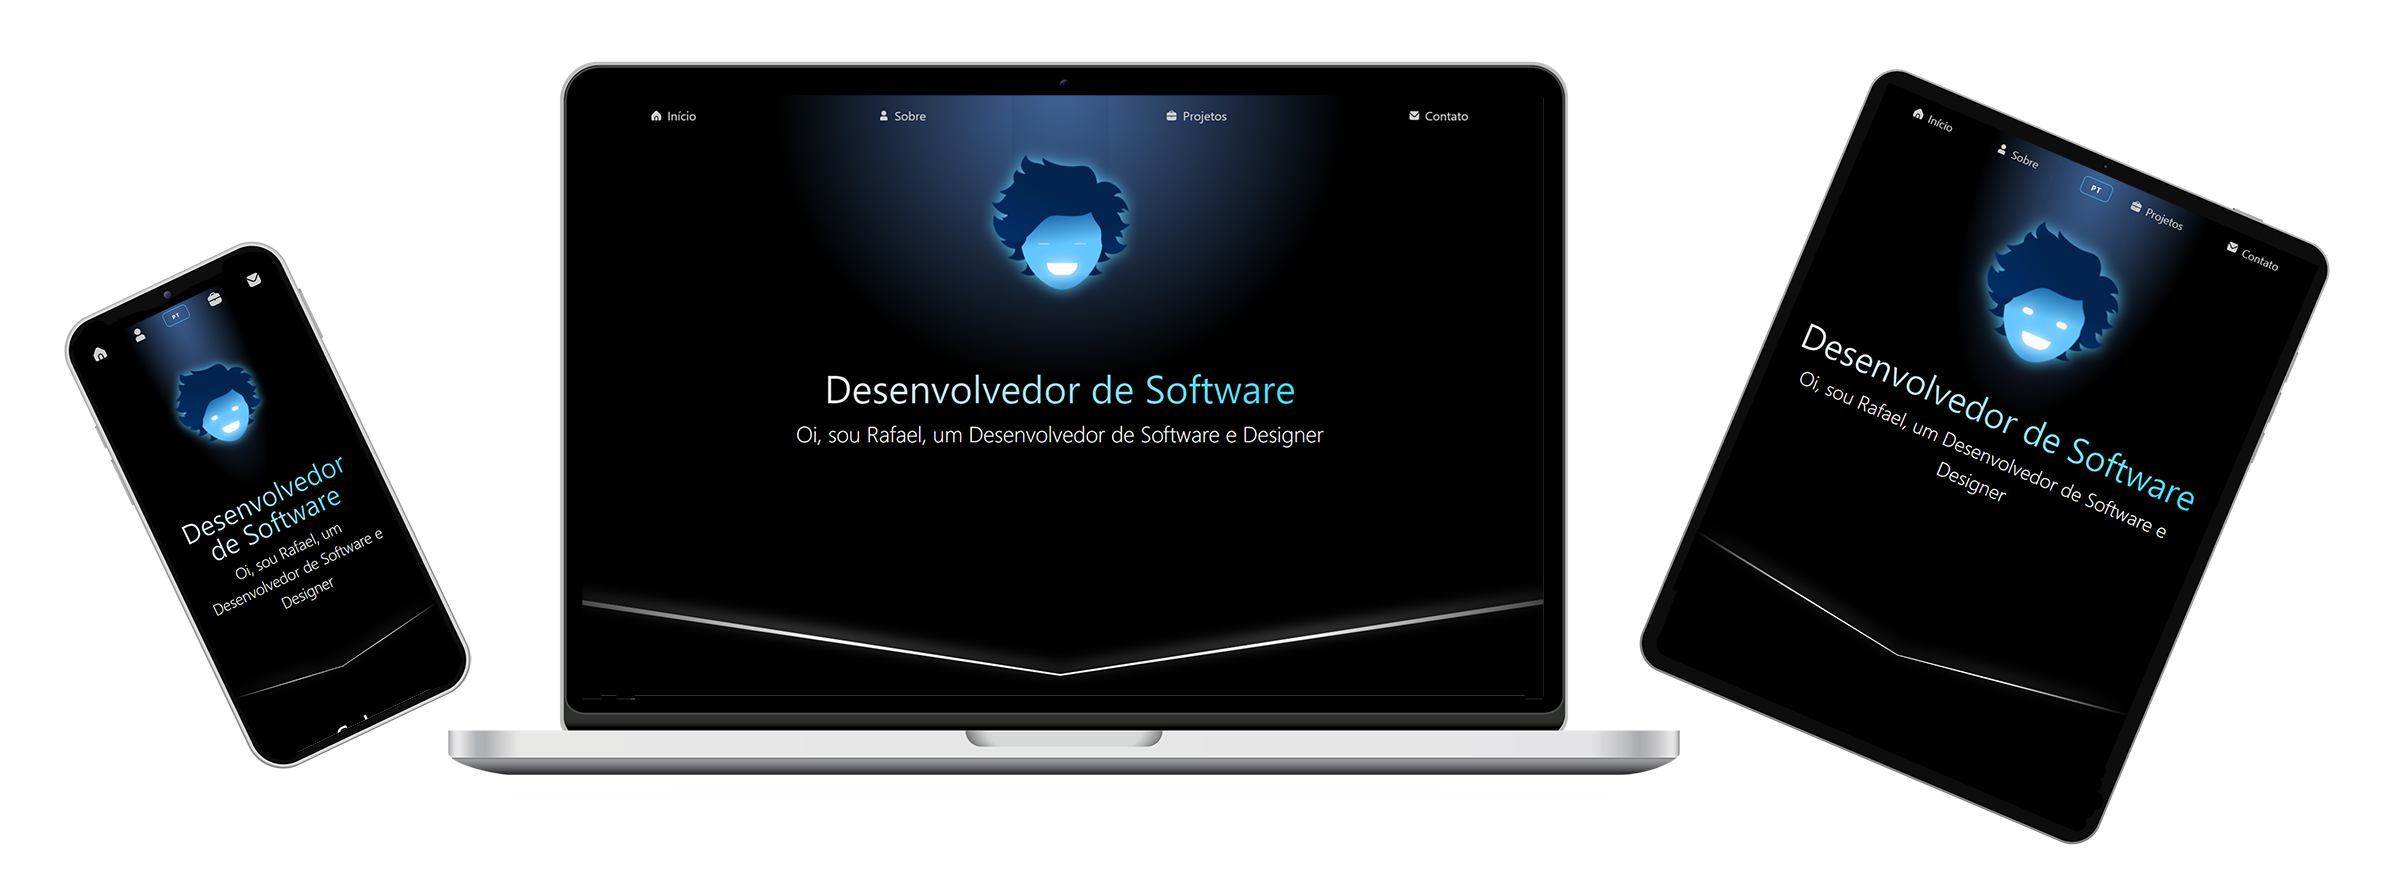 PT
Desenvolvedor
de Software
Oi, sou Rafael, um
Desenvolvedor de Software e
Designer
Início
Sobre
Projetos
Contato
Desenvolvedor de Software
Oi, sou Rafael, um Desenvolvedor de Software e Designer
Início
Sobre
PT
Projetos
Contato
Desenvolvedor de Software
Oi, sou Rafael, um Desenvolvedor de Software e
Designer